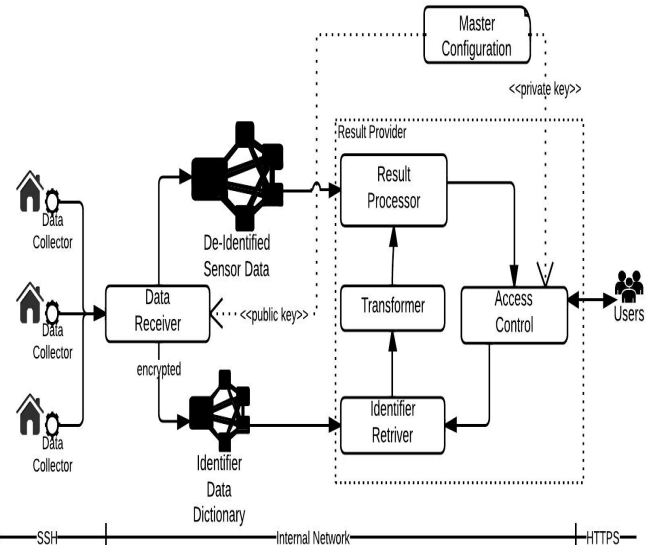 Master
Configuration
<<private key>>
Result Provider
Result
Processor
De-Identified
Sensor Data
Data
Collector
Data
Receiver
<<public key>>
Transformer
Access
Control
Users
Data
Collector
encrypted
Identifier
Retriver
Data
Collector
Identifier
Data
Dictionary
SSH
Internal Network
HTTPS